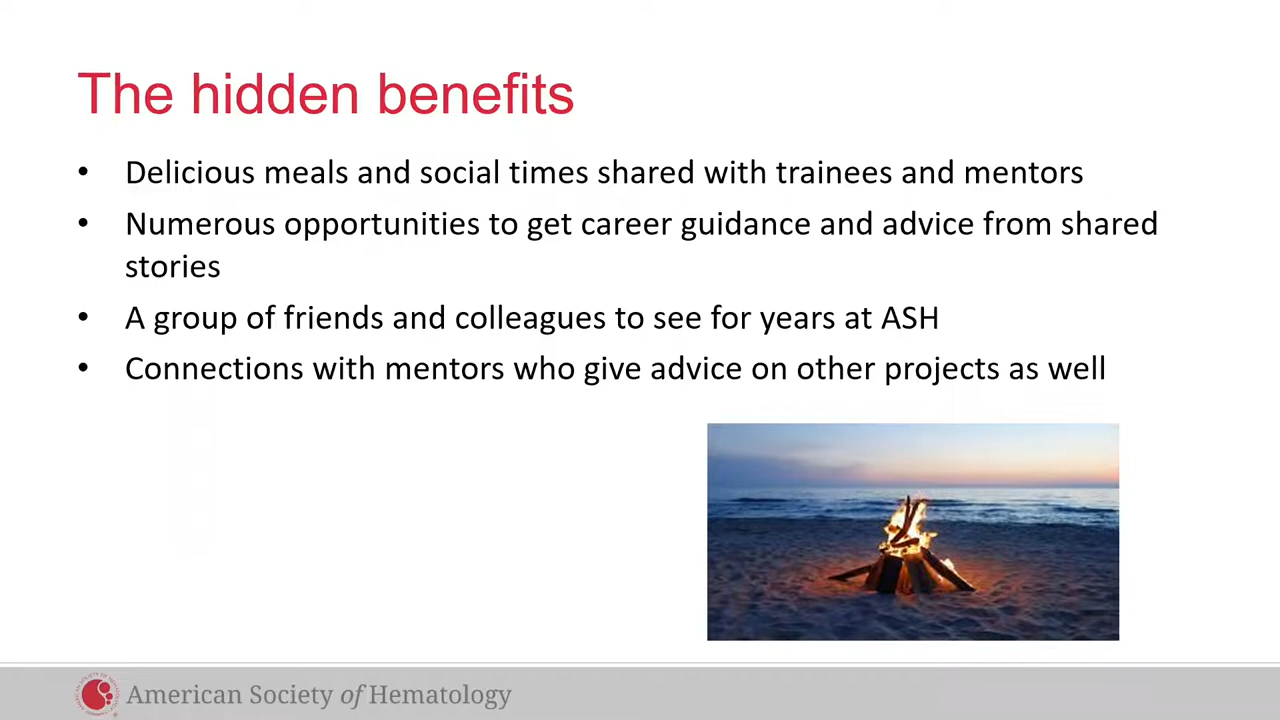 The hidden benefits
• Delicious meals and social times shared with trainees and mentors
• Numerous opportunities to get career guidance and advice from shared
stories
• A group of friends and colleagues to see for years at ASH
• Connections with mentors who give advice on other projects as well
American Society of Hematology